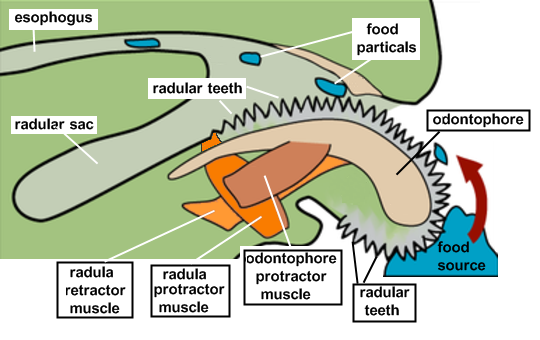 esophogus
food
particals
radular teeth
radular sac
odontophore
food
source
radula
retractor
muscle
radula
protractor
muscle
odontophore
protractor
muscle
radular
teeth